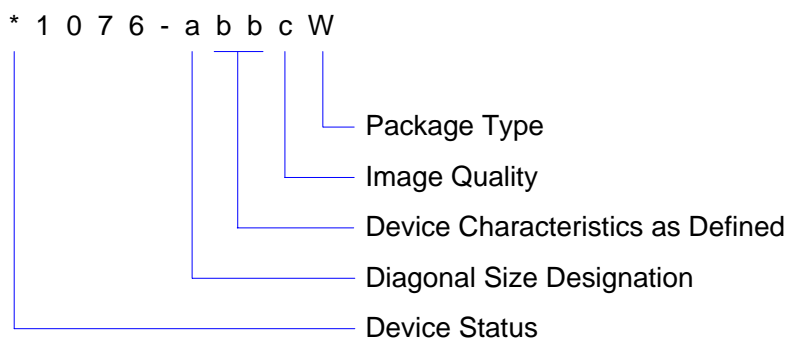 * 1 0 7 6 - a b b c W
Package Type
Image Quality
Device Characteristics as Defined
Diagonal Size Designation
Device Status